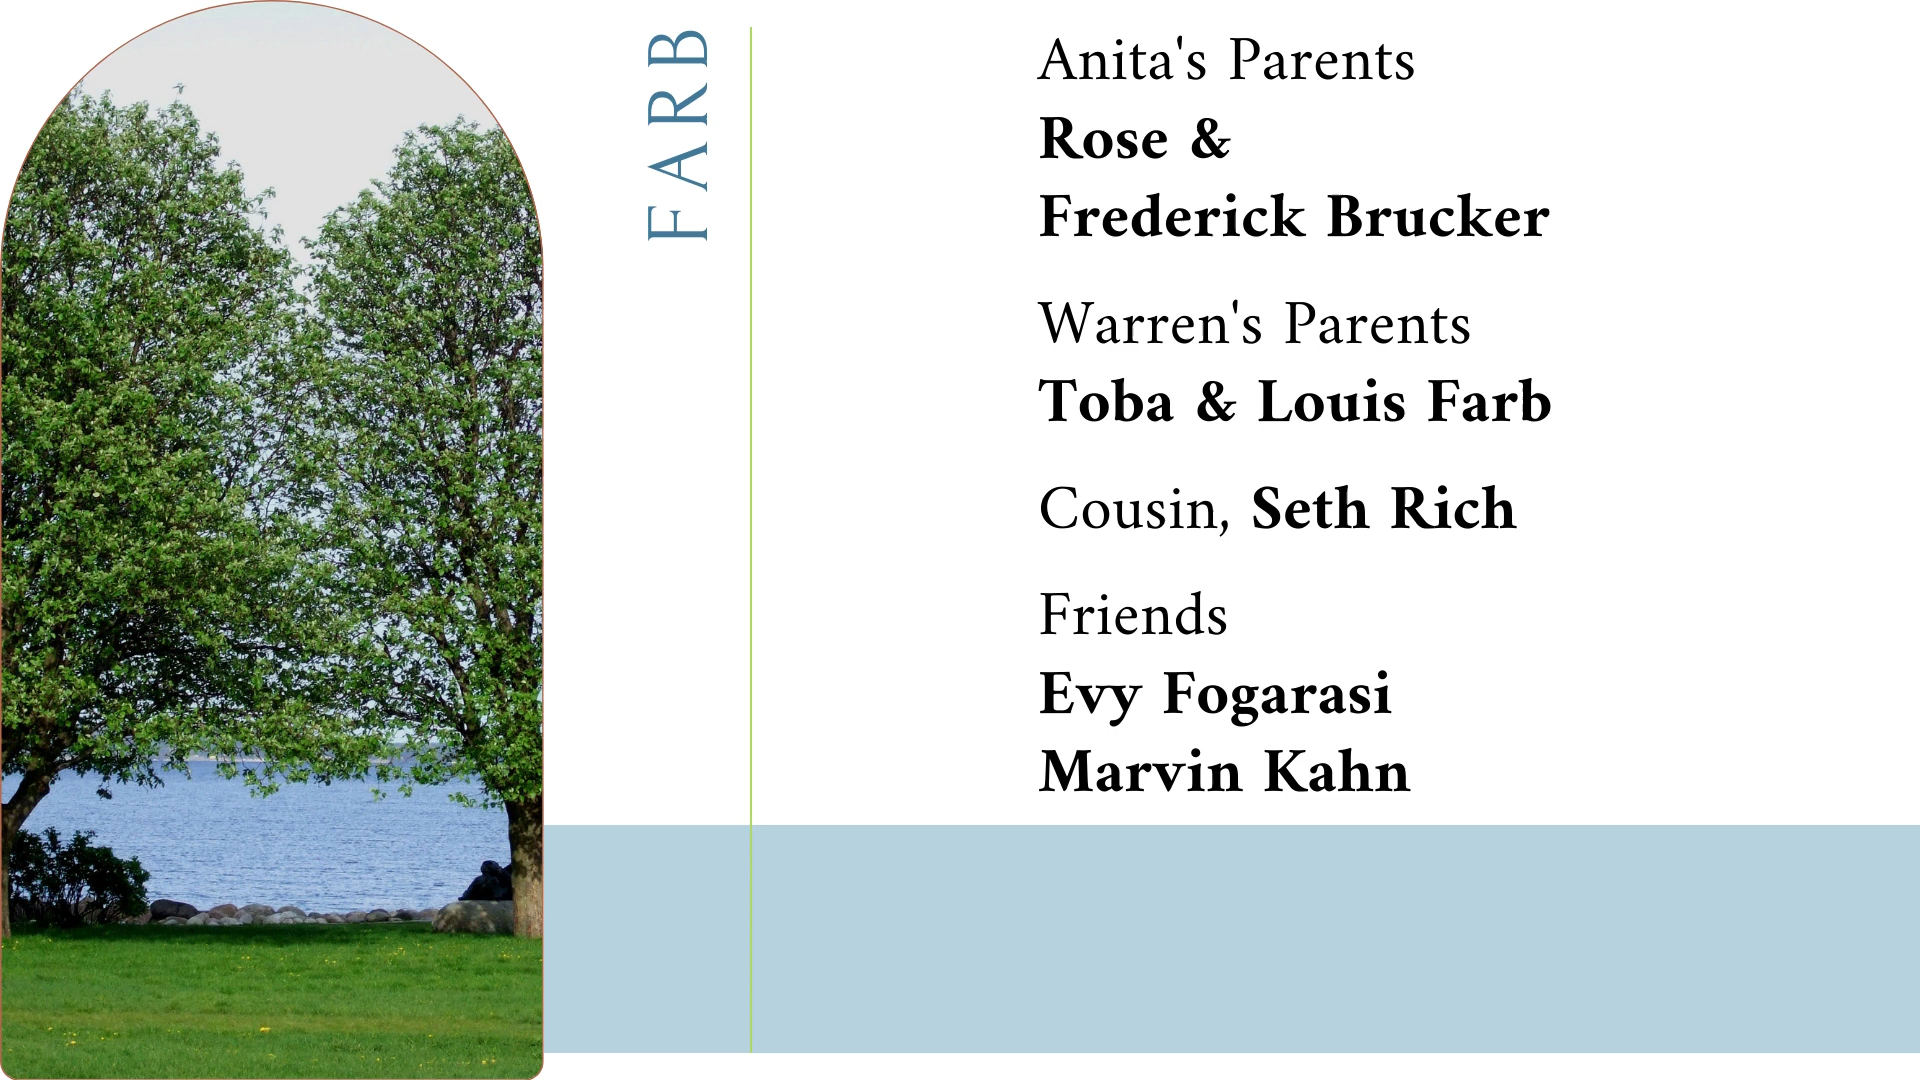 FARB
Anita's Parents
Rose &
Frederick Brucker
Warren's Parents
Toba & Louis Farb
Cousin, Seth Rich
Friends
Evy Fogarasi
Marvin Kahn